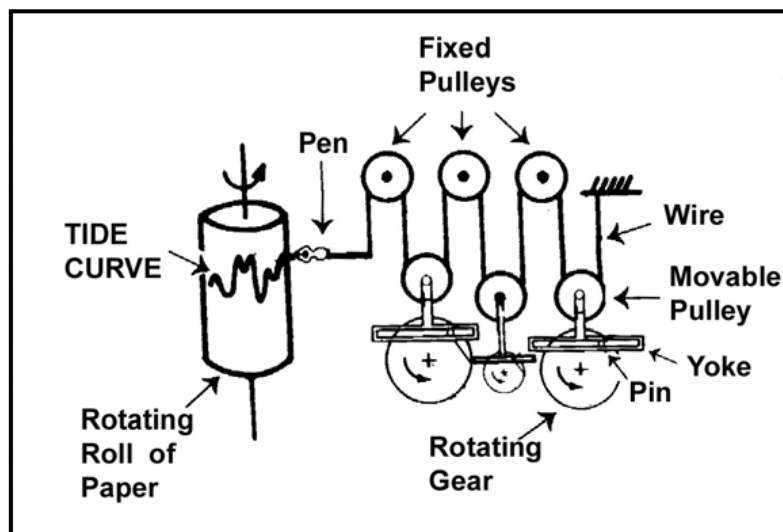 Fixed
Pulleys
Pen
TIDE
CURVE
Wire
Movable
Pulley
Yoke
Pin
Rotating
Gear
Rotating
Roll of
Paper